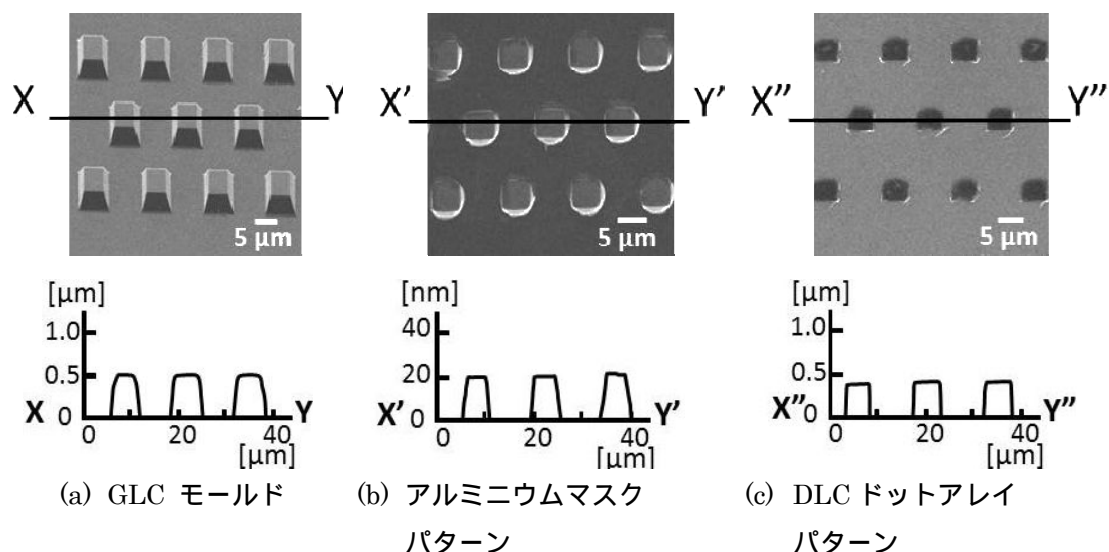 X Y X' Y' X” Y”
5 μm 5 μm 5 μm
[μm] [nm] [μm]
1.0 40 1.0
0.5 20 0.5
X 0 Y X' 0 Y' X” 0 Y”
0 20 40 0 20 40 0 20 40
[μm] [μm] [μm]
(a) GLC モールド (b) アルミニウムマスク (c) DLCドットアレイ
パターン パターン